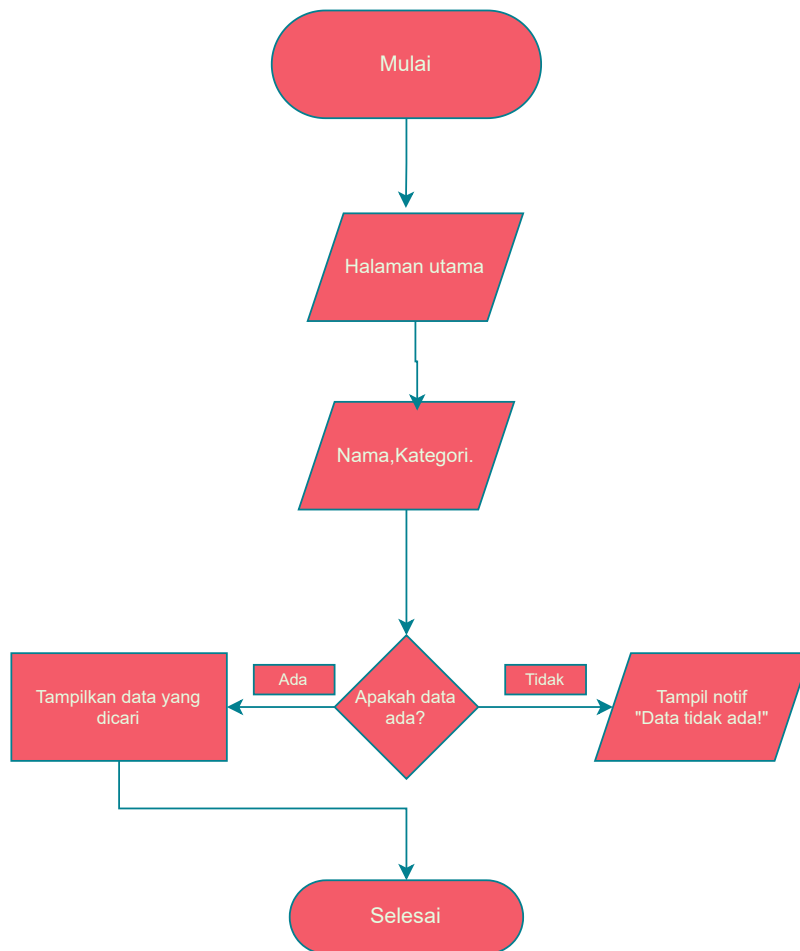 Mulai
Halaman utama
Nama,Kategori.
Ada
Tidak
Tampilkan data yang
dicari
Apakah data
ada?
Tampil notif
"Data tidak ada!"
Selesai